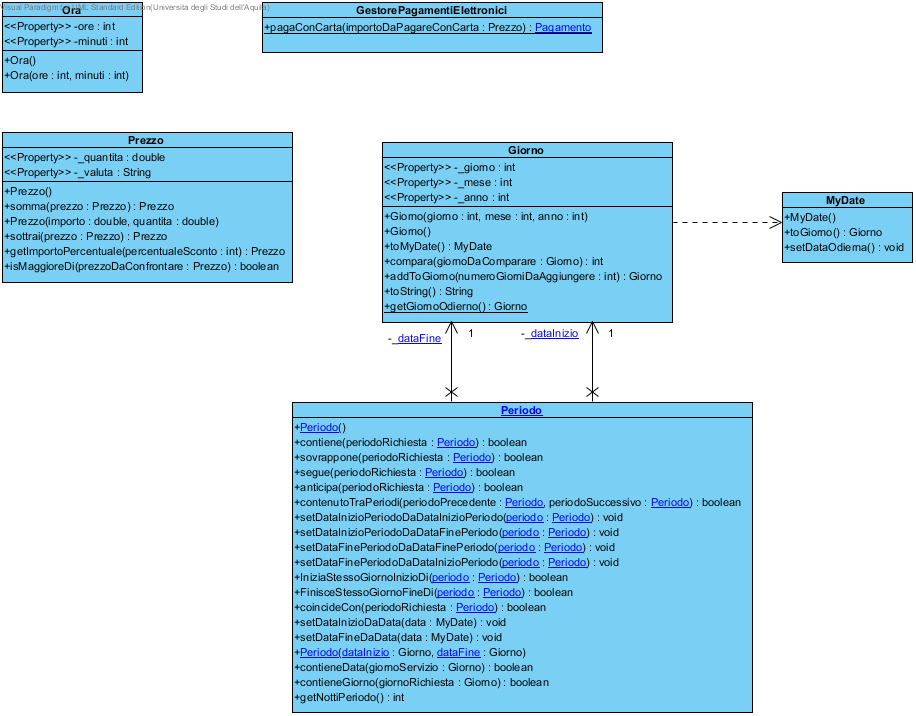 Visual Paradigm for UML Standard Edition(Universita degli Studi dell'Aquila)
Ora
<<Property>> -ore : int
<<Property>> -minuti : int
+Ora()
+Ora(ore : int, minuti : int)
GestorePagamentiElettronici
+pagaConCarta(importoDaPagareConCarta : Prezzo) : Pagamento
Prezzo
<<Property>> -_quantita : double
<<Property>> -_valuta : String
+Prezzo()
+somma(prezzo : Prezzo) : Prezzo
+Prezzo(importo : double, quantita : double)
+sottrai(prezzo : Prezzo) : Prezzo
+getImportoPercentuale(percentualeSconto : int) : Prezzo
+isMaggioreDi(prezzoDaConfrontare : Prezzo) : boolean
Giorno
<<Property>> -_giorno : int
<<Property>> -_mese : int
<<Property>> -_anno : int
+Giorno(giorno : int, mese : int, anno : int)
+Giorno()
+toMyDate() : MyDate
+compara(giornoDaComparare : Giorno) : int
+addToGiorno(numeroGiorniDaAggiungere : int) : Giorno
+toString() : String
+getGiornoOdierno() : Giorno
MyDate
+MyDate()
+toGiorno() : Giorno
+setDataOdierna() : void
-_dataFine
1
-_dataInizio
1
Periodo
+Periodo()
+contiene(periodoRichiesta : Periodo) : boolean
+sovrappone(periodoRichiesta : Periodo) : boolean
+segue(periodoRichiesta : Periodo) : boolean
+anticipa(periodoRichiesta : Periodo) : boolean
+contenutoTraPeriodi(periodoPrecedente : Periodo, periodoSuccessivo : Periodo) : boolean
+setDataInizioPeriodoDaDataInizioPeriodo(periodo : Periodo) : void
+setDataInizioPeriodoDaDataFinePeriodo(periodo : Periodo) : void
+setDataFinePeriodoDaDataFinePeriodo(periodo : Periodo) : void
+setDataFinePeriodoDaDataInizioPeriodo(periodo : Periodo) : void
+IniziaStessoGiornoInizioDi(periodo : Periodo) : boolean
+FinisceStessoGiornoFineDi(periodo : Periodo) : boolean
+coincideCon(periodoRichiesta : Periodo) : boolean
+setDataInizioDaData(data : MyDate) : void
+setDataFineDaData(data : MyDate) : void
+Periodo(dataInizio : Giorno, dataFine : Giorno)
+contieneData(giornoServizio : Giorno) : boolean
+contieneGiorno(giornoRichiesta : Giorno) : boolean
+getNottiPeriodo() : int